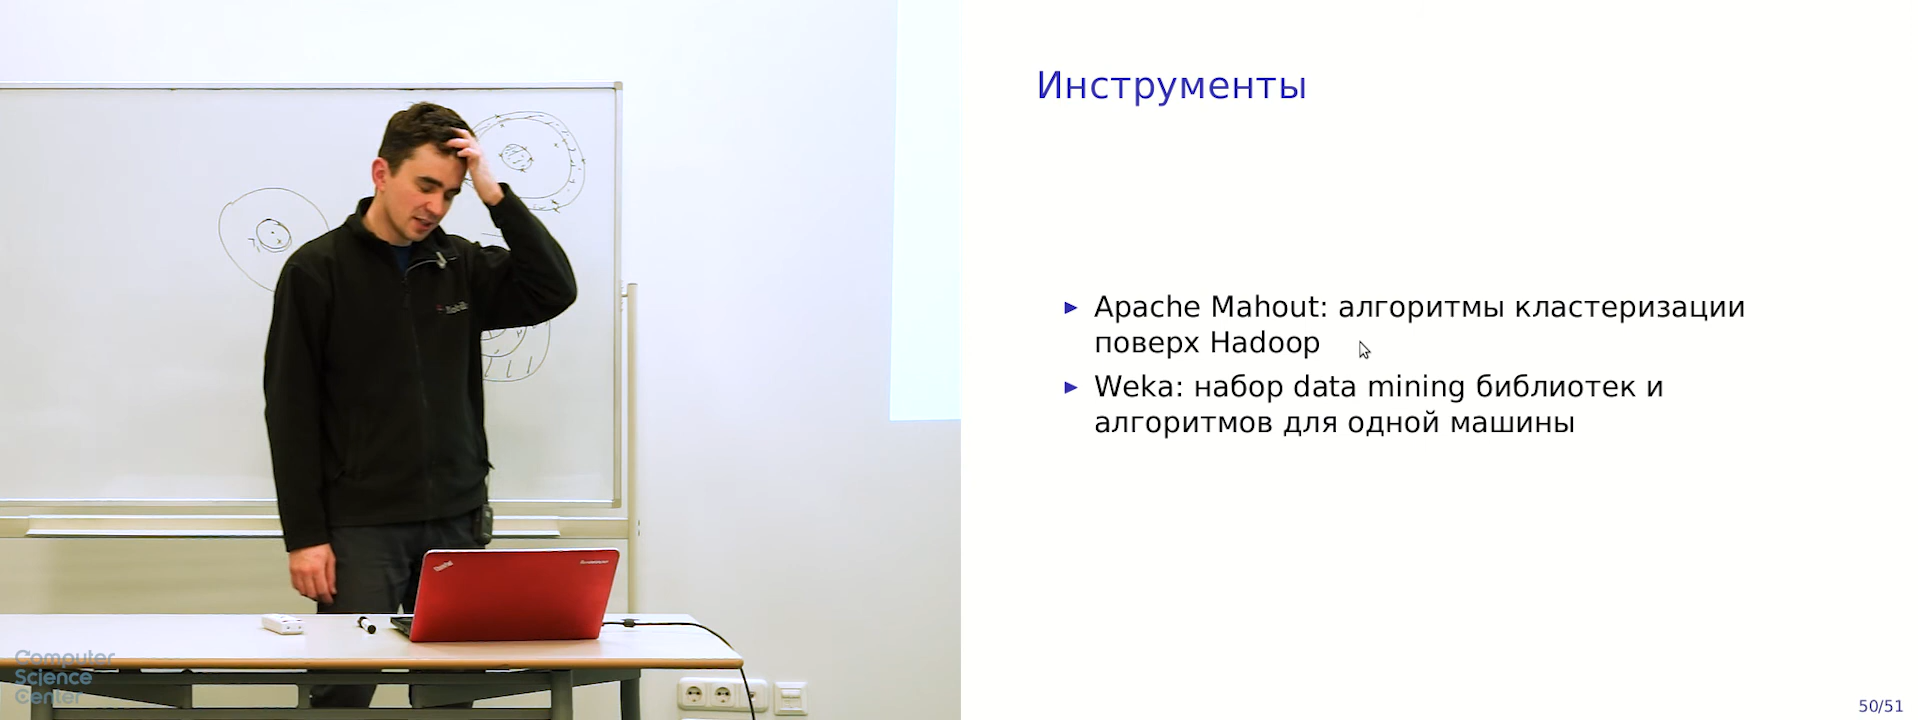 Инструменты
▶ Apache Mahout: алгоритмы кластеризации
поверх Hadoop
▶ Weka: набор data mining библиотек и
алгоритмов для одной машины
50/51
ThinkPad
Computer
Science
Center